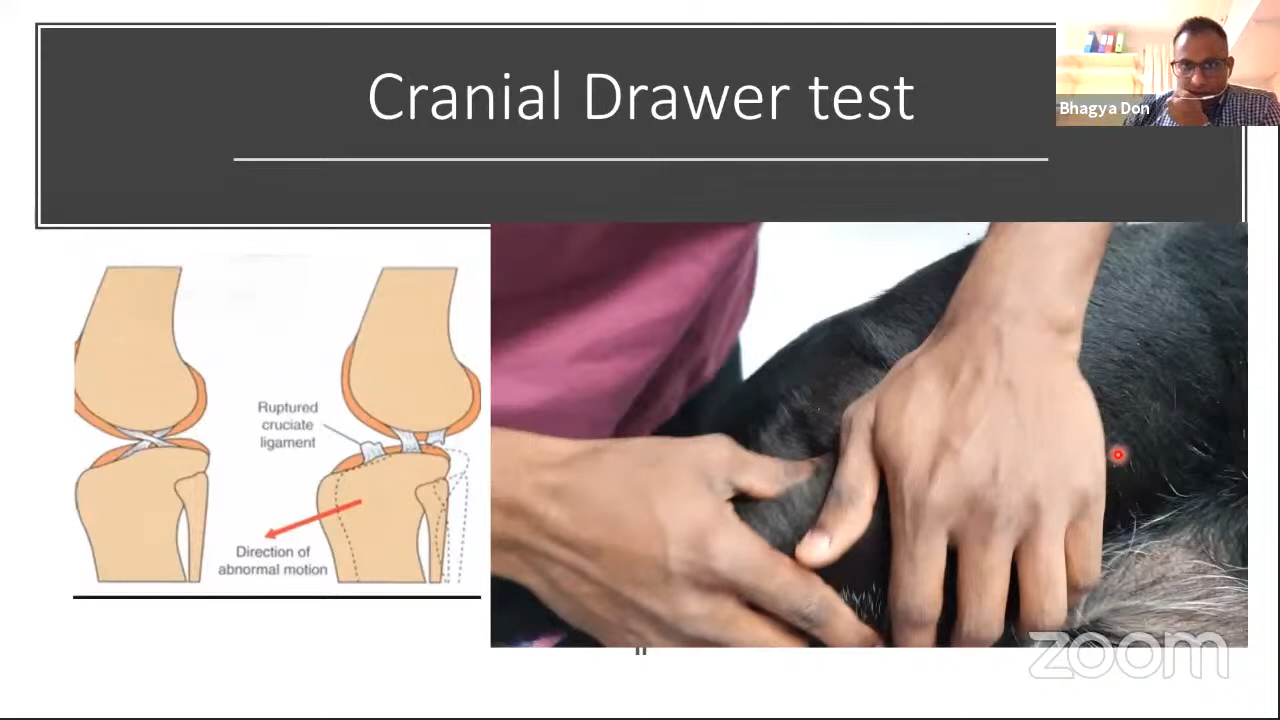 Cranial Drawer test
Bhagya Don
Ruptured
cruciate
ligament
Direction of
abnormal motion
zoom